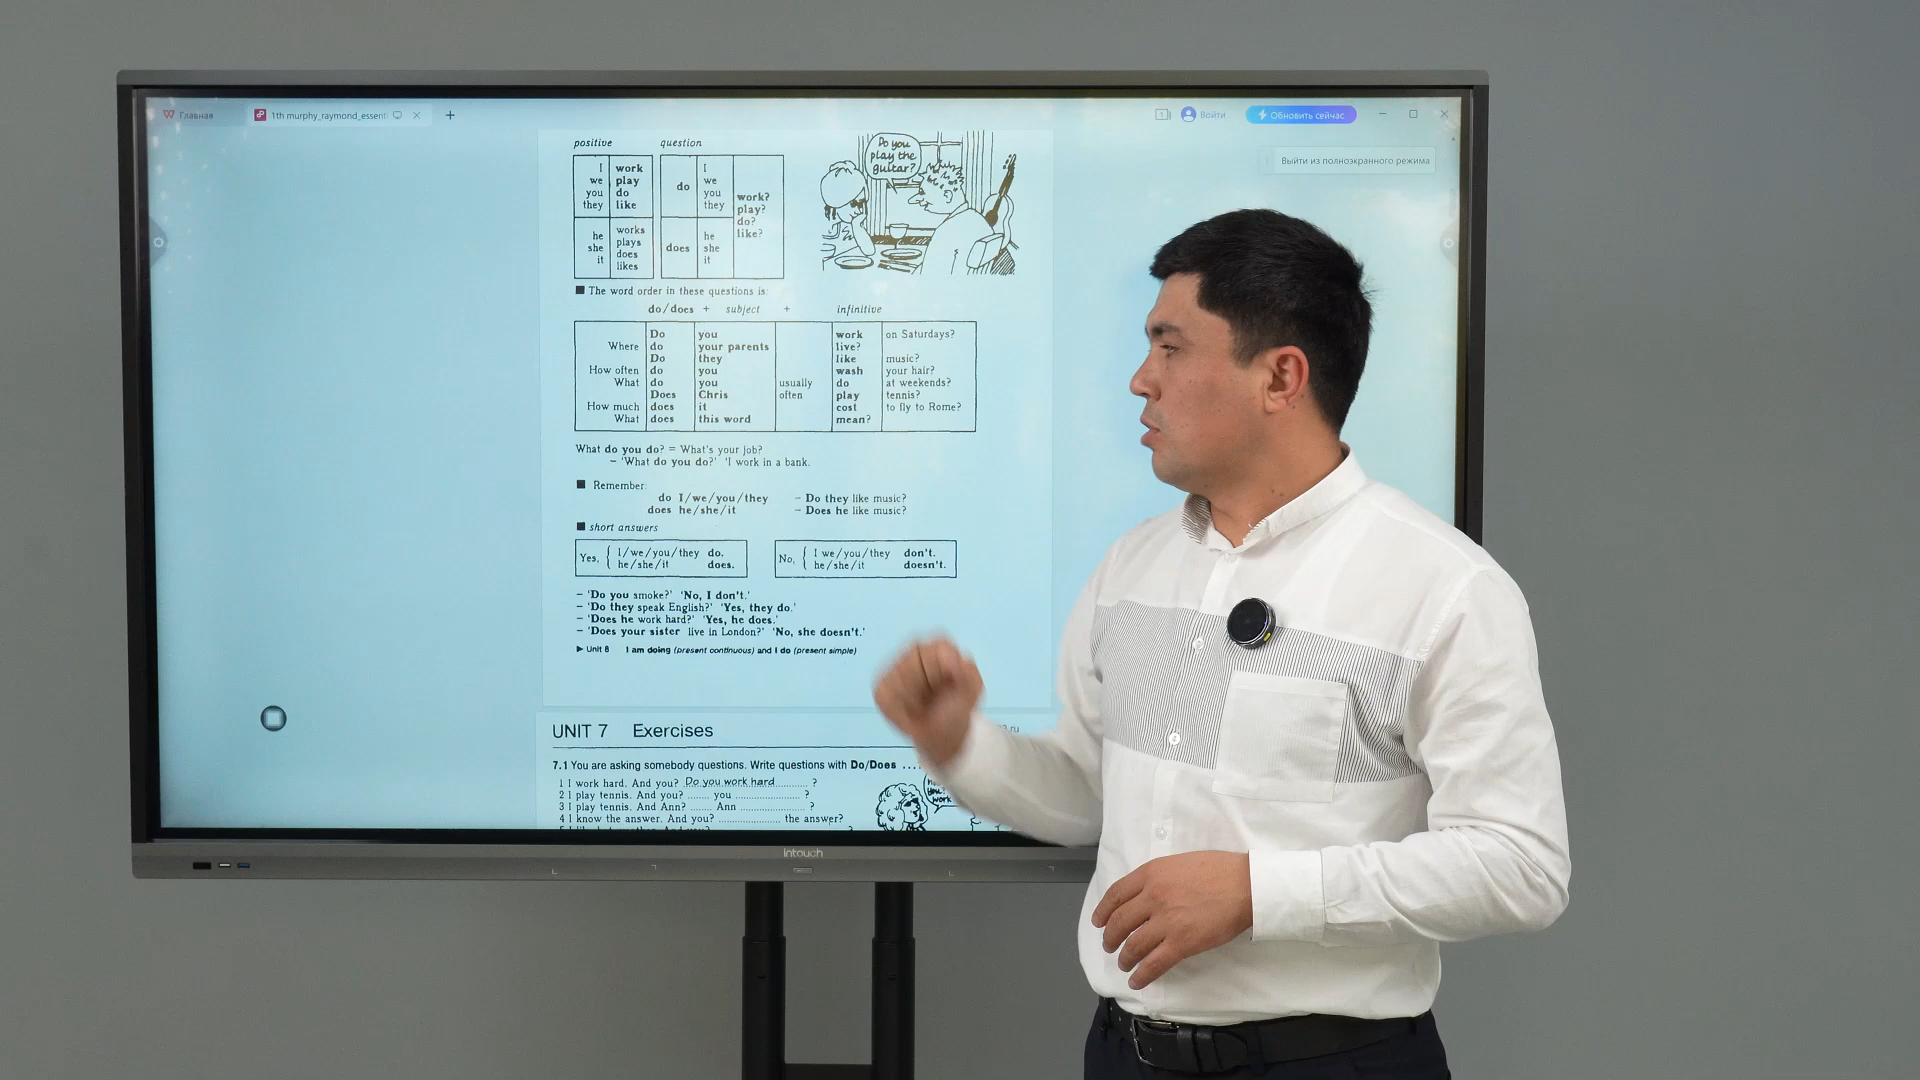 Главная
1th murphy_raymond_essent
1
Войти
Обновить сейчас
Выйти из полноэкранного режима
positive question
I work
we play
you do
they like
he works
she plays
it does
likes
do I we you they
does he she it
work?
play?
do?
like?
Do you
play the
guitar?
■ The word order in these questions is:
do/does + subject + infinitive
Do you work on Saturdays?
Where do your parents live?
Do they like music?
How often do you wash your hair?
What do you usually do at weekends?
Does Chris often play tennis?
How much does it cost to fly to Rome?
What does this word mean?
What do you do? = What's your job?
– 'What do you do?' 'I work in a bank.
■ Remember:
do I/we/you/they – Do they like music?
does he/she/it – Does he like music?
■ short answers
Yes, { I/we/you/they do.
he/she/it does.
No, { I we/you/they don't.
he/she/it doesn't.
– 'Do you smoke?' 'No, I don't.'
– 'Do they speak English?' 'Yes, they do.'
– 'Does he work hard?' 'Yes, he does.'
– 'Does your sister live in London?' 'No, she doesn't.'
► Unit 8 I am doing (present continuous) and I do (present simple)
UNIT 7 Exercises
7.1 You are asking somebody questions. Write questions with Do/Does ....
1 I work hard. And you? Do you work hard ?
2 I play tennis. And you? ........ you ........ ?
3 I play tennis. And Ann? ........ Ann ........ ?
4 I know the answer. And you? ........ the answer?
intouch